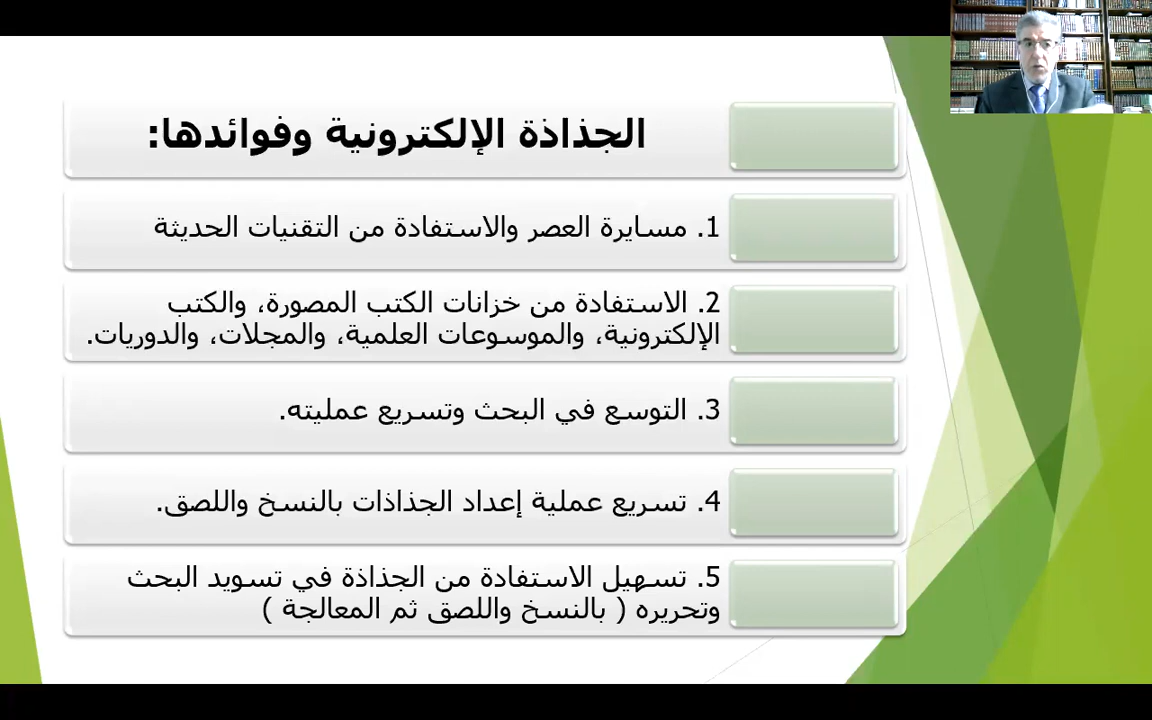 الجذاذة الإلكترونية وفوائدها:
1. مسايرة العصر والاستفادة من التقنيات الحديثة
2. الاستفادة من خزانات الكتب المصورة، والكتب
الإلكترونية، والموسوعات العلمية، والمجلات، والدوريات.
3. التوسع في البحث وتسريع عمليته.
4. تسريع عملية إعداد الجذاذات بالنسخ واللصق.
5. تسهيل الاستفادة من الجذاذة في تسويد البحث
وتحريره ( بالنسخ واللصق ثم المعالجة )